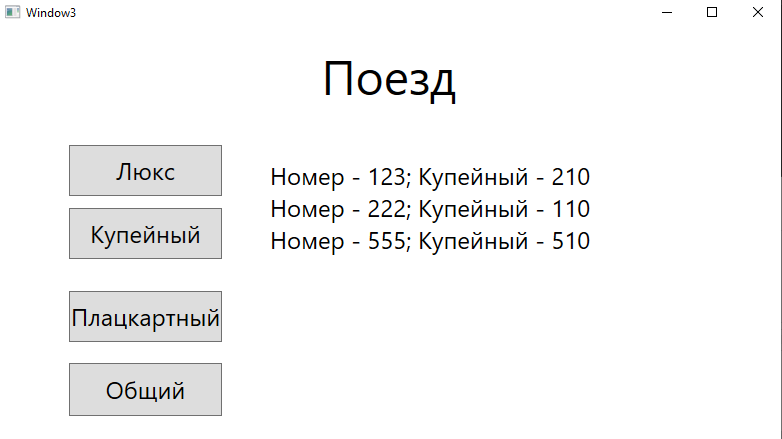 Window3
Поезд
Люкс
Купейный
Плацкартный
Общий
Номер - 123; Купейный - 210
Номер - 222; Купейный - 110
Номер - 555; Купейный - 510